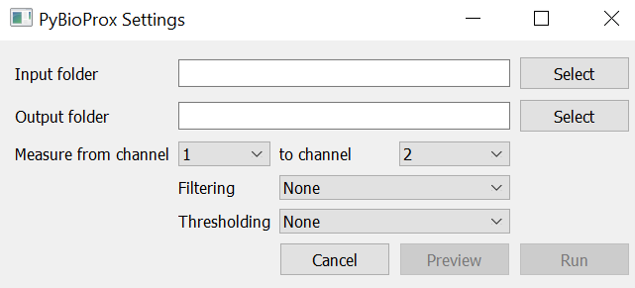 PyBioProx Settings
Input folder Select
Output folder Select
Measure from channel 1 to channel 2
Filtering None
Thresholding None
Cancel Preview Run